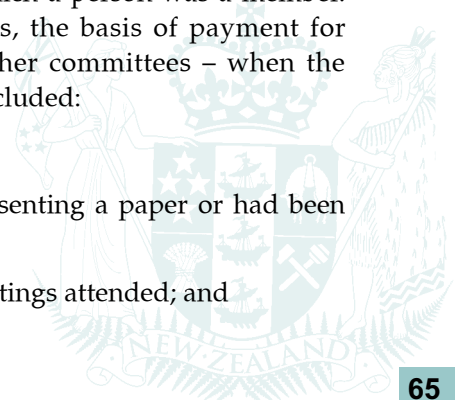 a person was a member.
s, the basis of payment for
her committees – when the
cluded:
senting a paper or had been
tings attended; and
NEW·ZEALAND
65